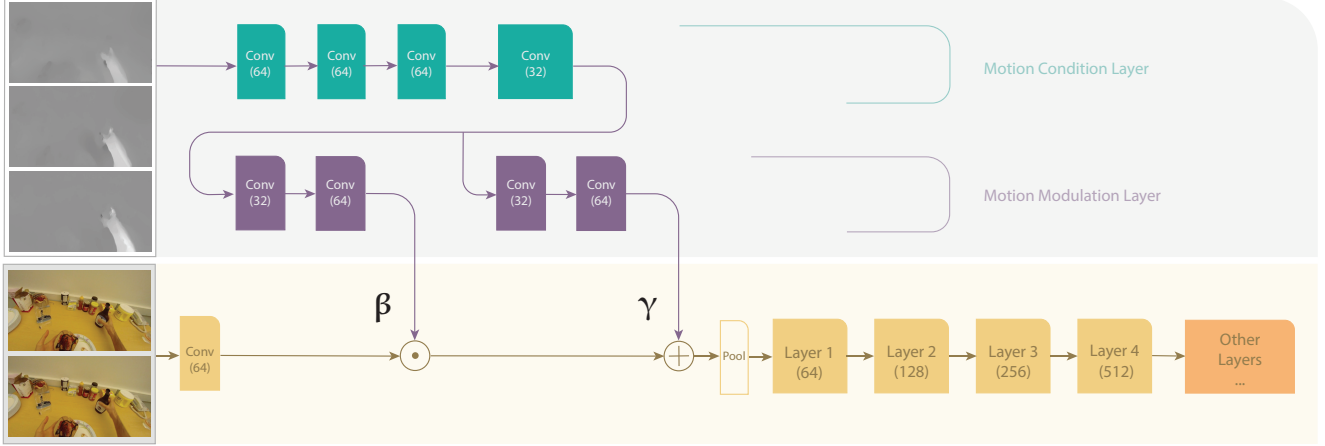 Conv
(64)
Conv
(64)
Conv
(64)
Conv
(32)
Motion Condition Layer
Conv
(32)
Conv
(64)
Conv
(32)
Conv
(64)
Motion Modulation Layer
β
γ
Conv
(64)
Pool
Layer 1
(64)
Layer 2
(128)
Layer 3
(256)
Layer 4
(512)
Other
Layers
...